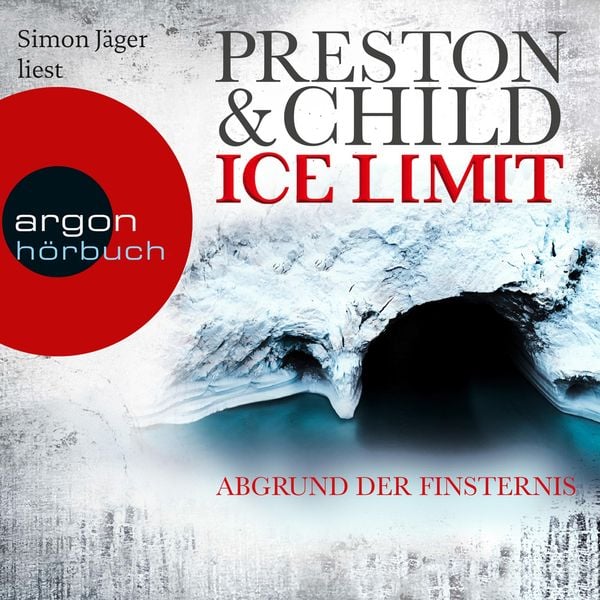 Simon Jäger
liest
PRESTON
& CHILD
ICE LIMIT
argon
hörbuch
ABGRUND DER FINSTERNIS